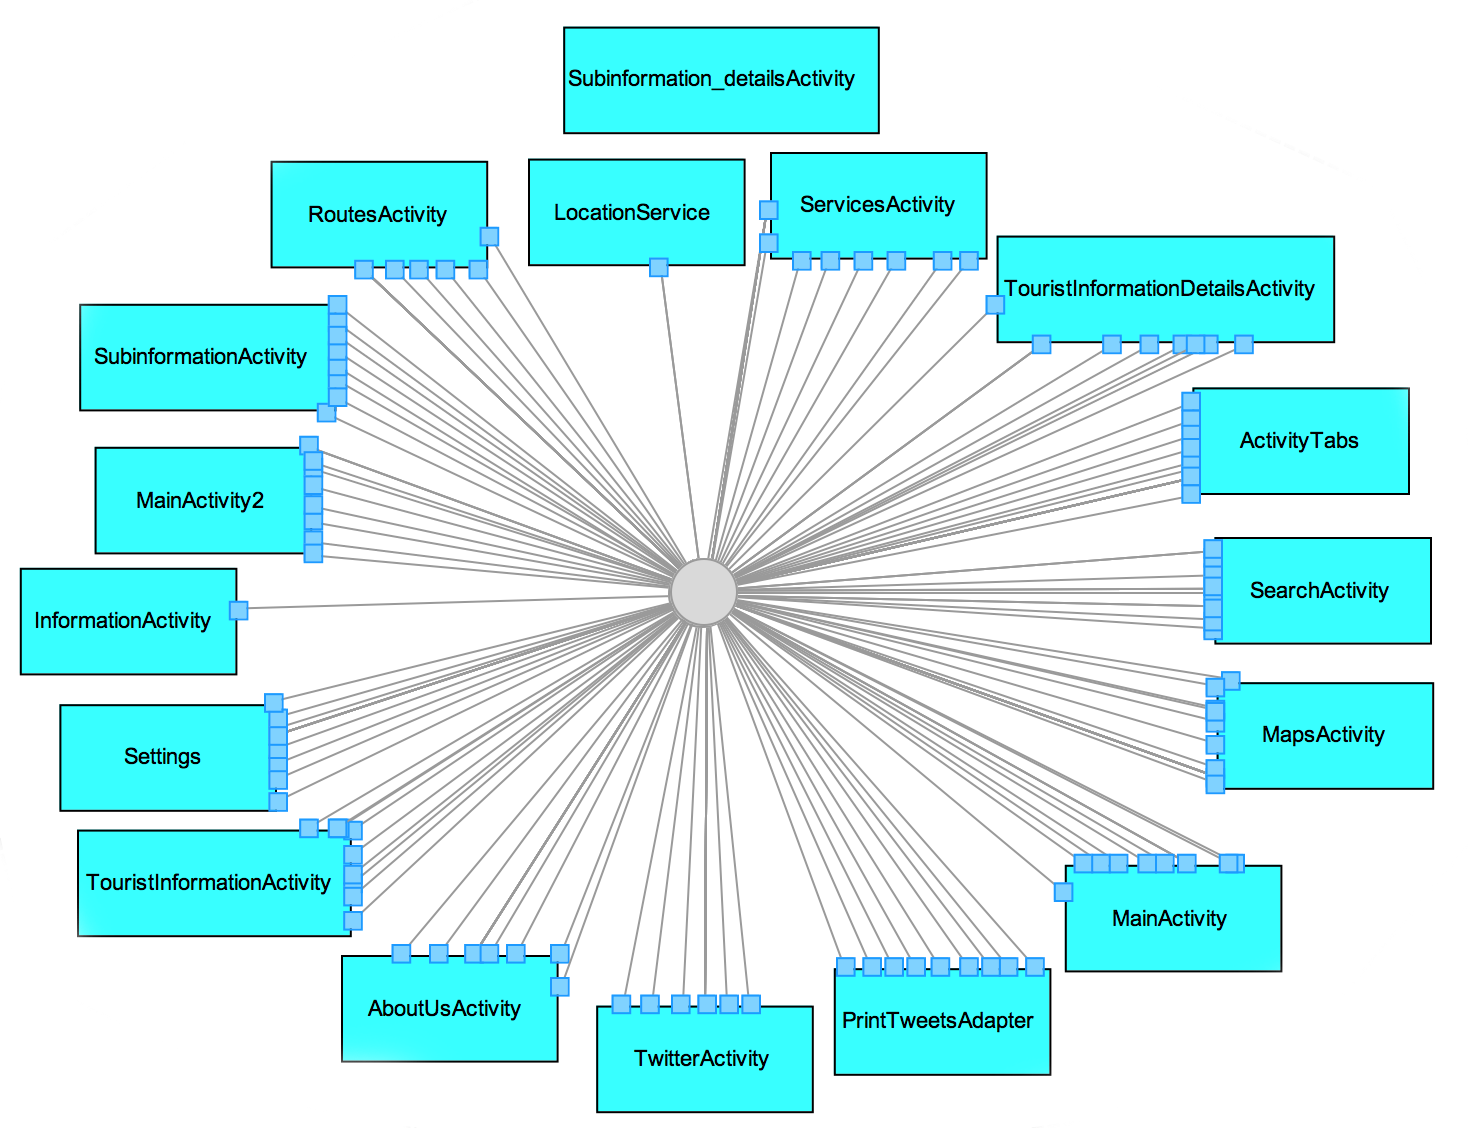 Subinformation_detailsActivity
RoutesActivity
LocationService
ServicesActivity
TouristInformationDetailsActivity
SubinformationActivity
ActivityTabs
MainActivity2
SearchActivity
InformationActivity
MapsActivity
Settings
TouristInformationActivity
MainActivity
AboutUsActivity
PrintTweetsAdapter
TwitterActivity